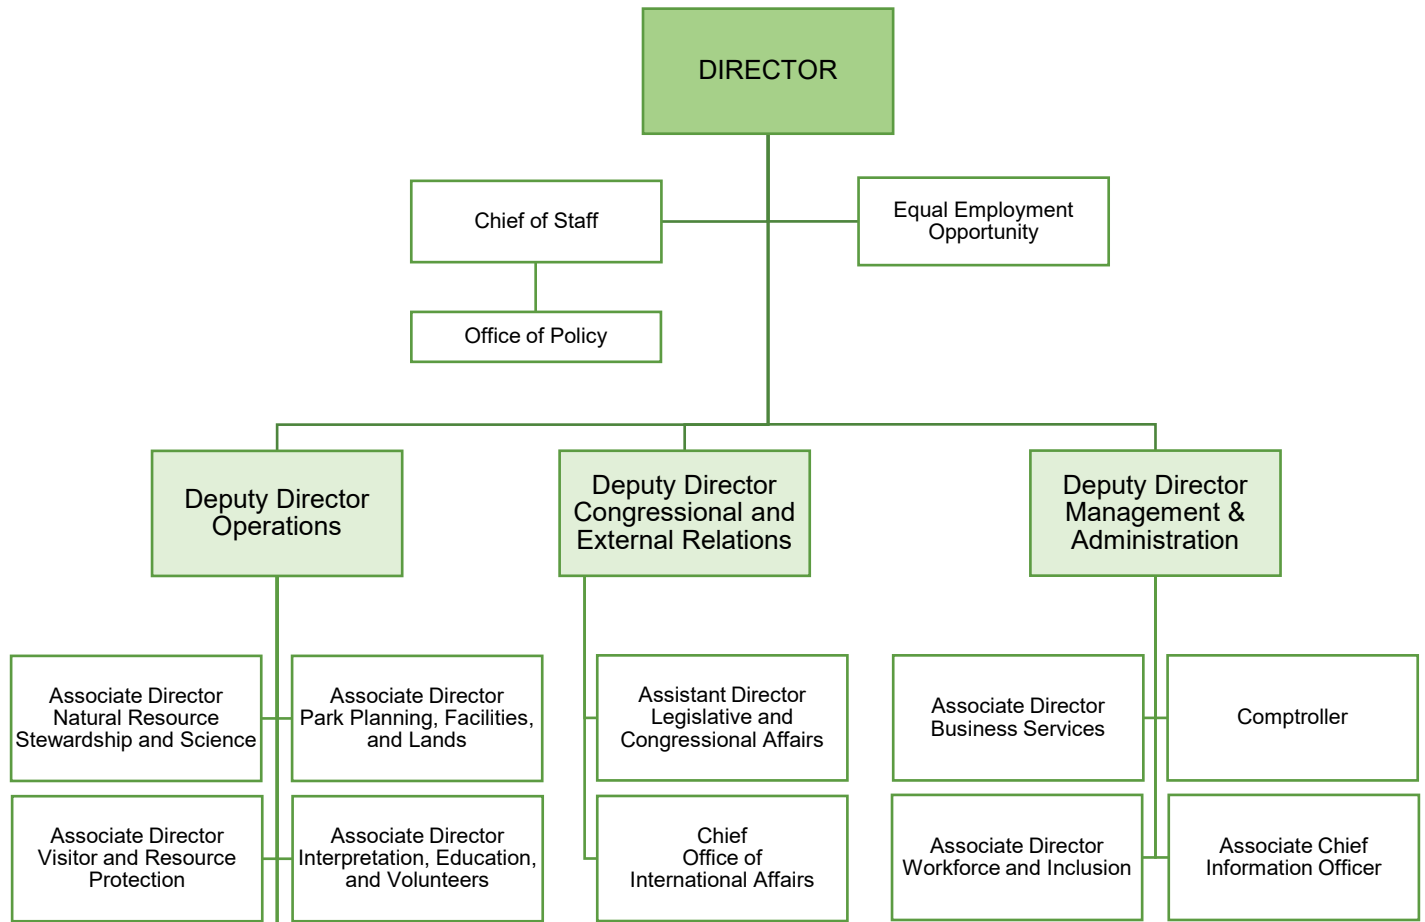 DIRECTOR
Chief of Staff
Equal Employment
Opportunity
Office of Policy
Deputy Director
Operations
Deputy Director
Congressional and
External Relations
Deputy Director
Management &
Administration
Associate Director
Natural Resource
Stewardship and Science
Associate Director
Park Planning, Facilities,
and Lands
Assistant Director
Legislative and
Congressional Affairs
Associate Director
Business Services
Comptroller
Associate Director
Visitor and Resource
Protection
Associate Director
Interpretation, Education,
and Volunteers
Chief
Office of
International Affairs
Associate Director
Workforce and Inclusion
Associate Chief
Information Officer